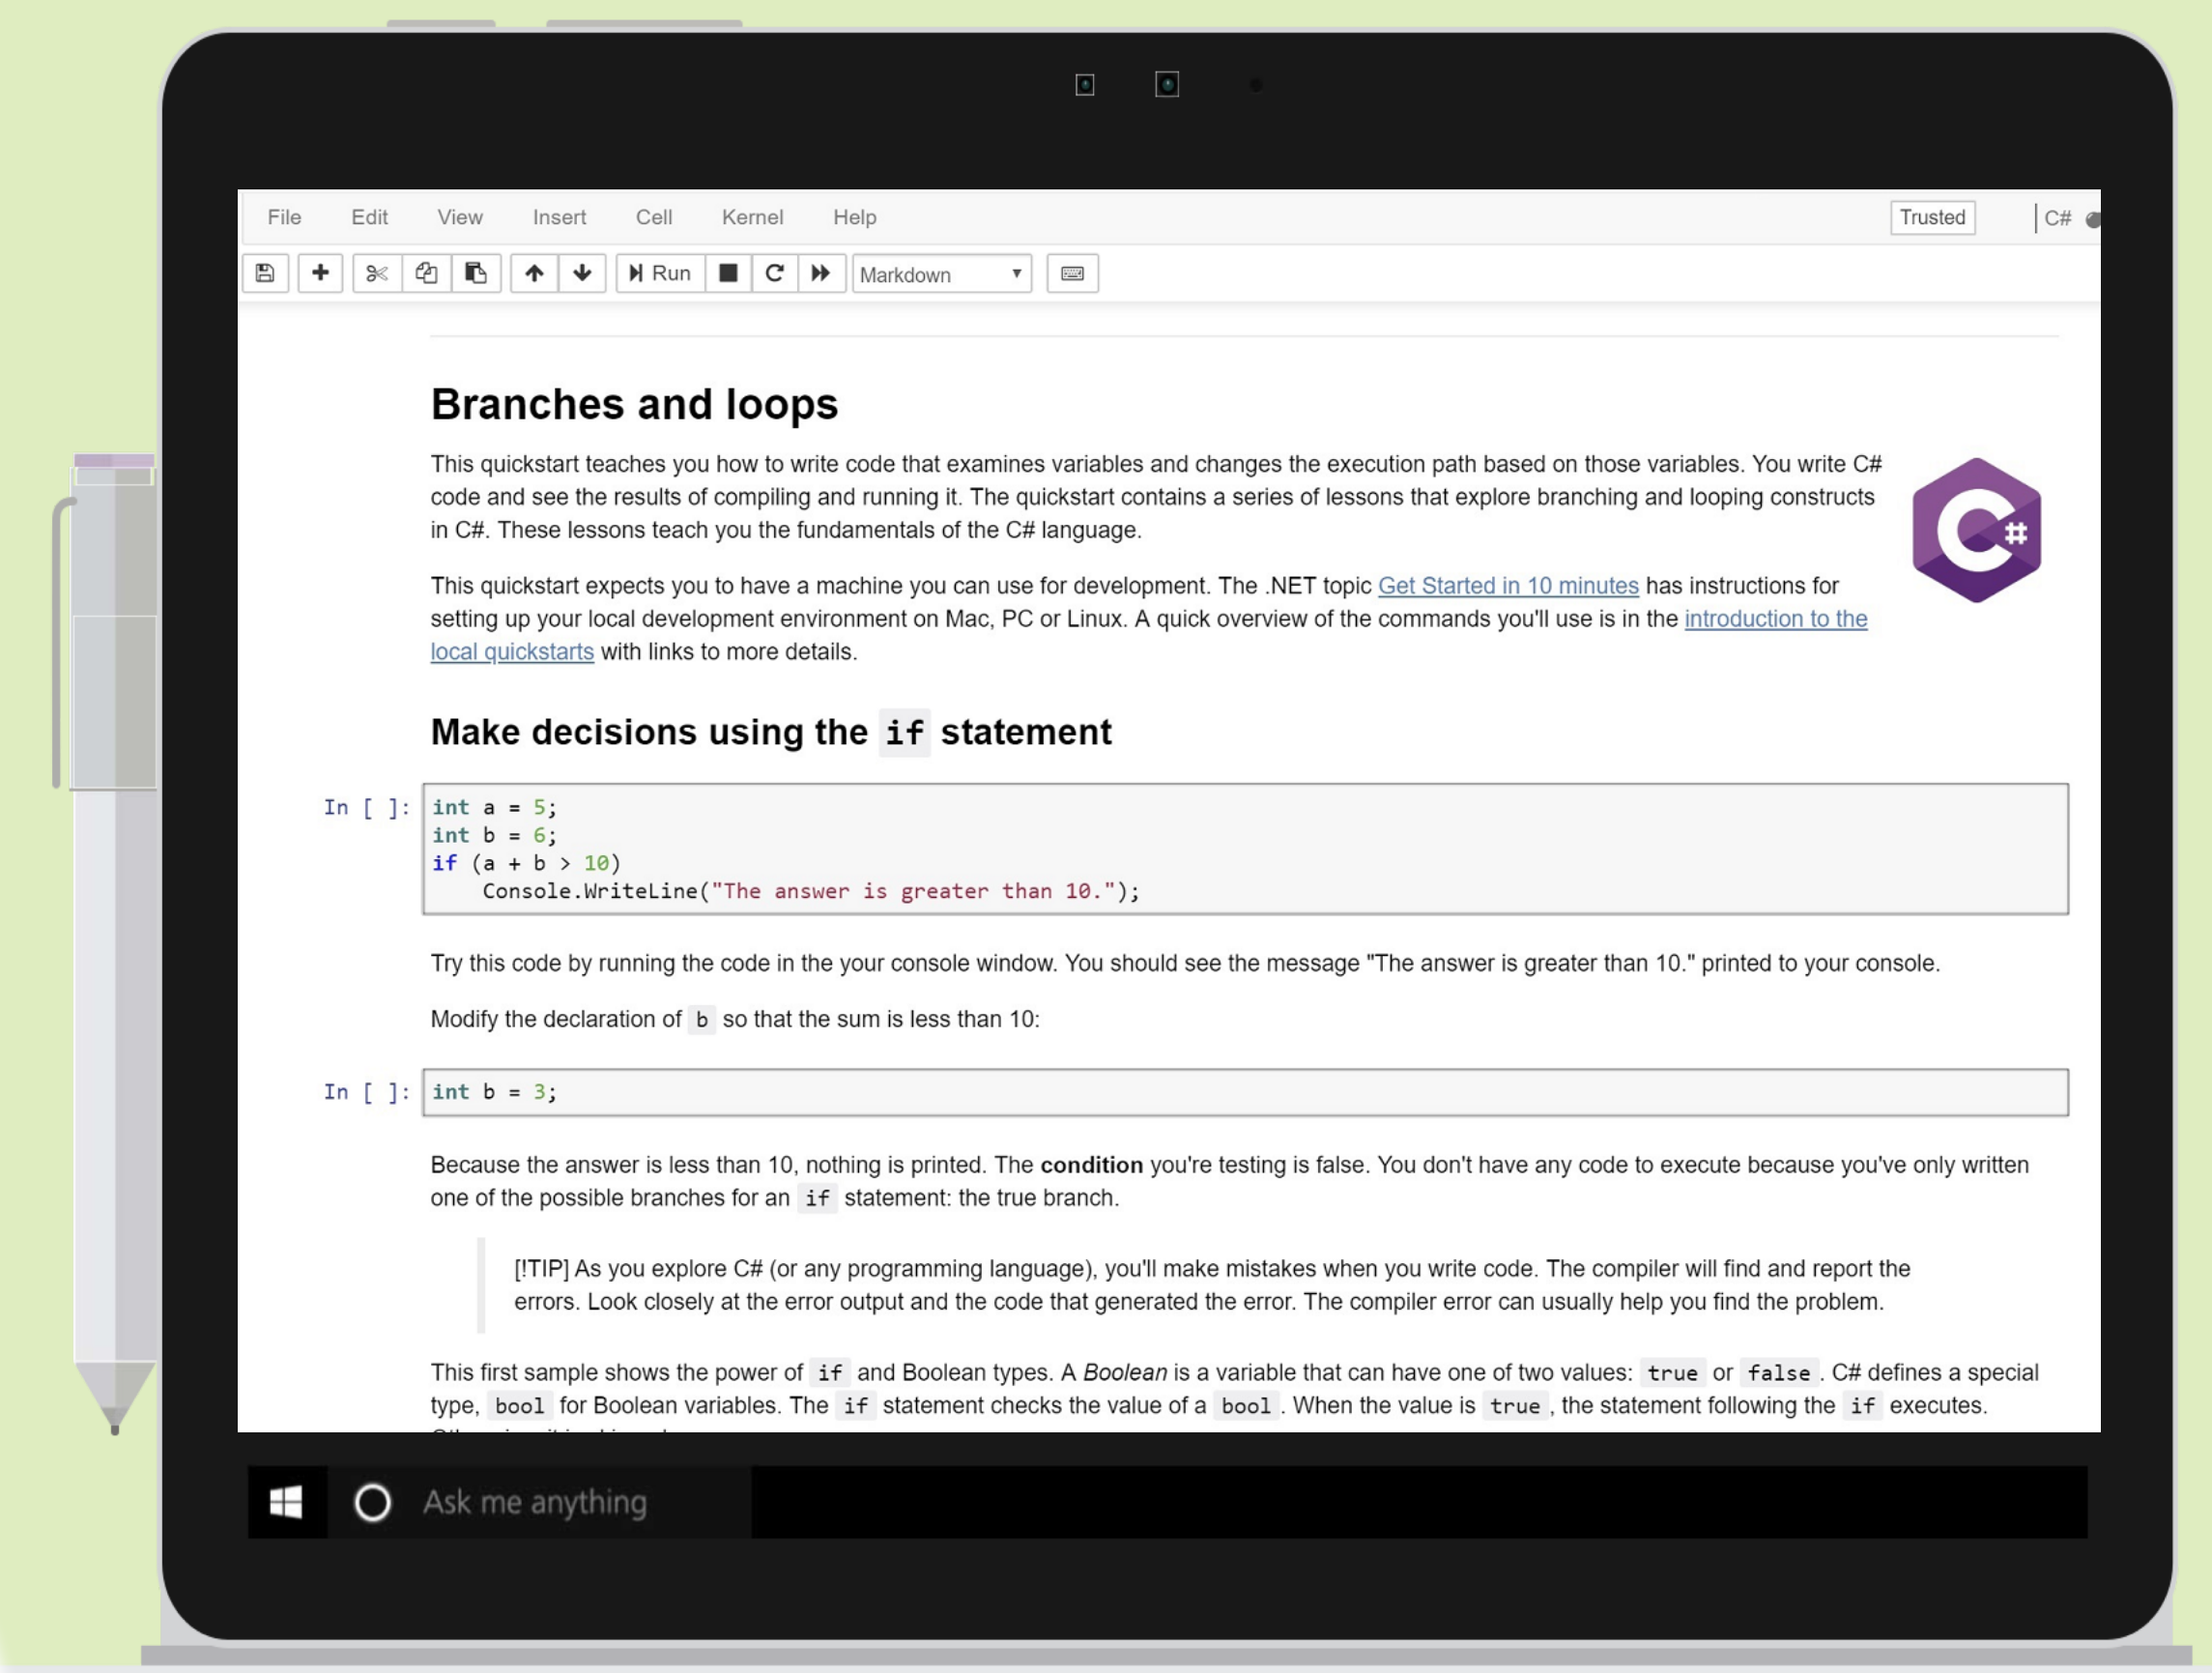 File Edit View Insert Cell Kernel Help Trusted C#
Run Markdown
Branches and loops
This quickstart teaches you how to write code that examines variables and changes the execution path based on those variables. You write C#
code and see the results of compiling and running it. The quickstart contains a series of lessons that explore branching and looping constructs
in C#. These lessons teach you the fundamentals of the C# language.
C#
This quickstart expects you to have a machine you can use for development. The .NET topic Get Started in 10 minutes has instructions for
setting up your local development environment on Mac, PC or Linux. A quick overview of the commands you'll use is in the introduction to the
local quickstarts with links to more details.
Make decisions using the if statement
In [ ]: int a = 5;
int b = 6;
if (a + b > 10)
    Console.WriteLine("The answer is greater than 10.");
Try this code by running the code in the your console window. You should see the message "The answer is greater than 10." printed to your console.
Modify the declaration of b so that the sum is less than 10:
In [ ]: int b = 3;
Because the answer is less than 10, nothing is printed. The condition you're testing is false. You don't have any code to execute because you've only written
one of the possible branches for an if statement: the true branch.
[!TIP] As you explore C# (or any programming language), you'll make mistakes when you write code. The compiler will find and report the
errors. Look closely at the error output and the code that generated the error. The compiler error can usually help you find the problem.
This first sample shows the power of if and Boolean types. A Boolean is a variable that can have one of two values: true or false . C# defines a special
type, bool for Boolean variables. The if statement checks the value of a bool . When the value is true , the statement following the if executes.
Ask me anything